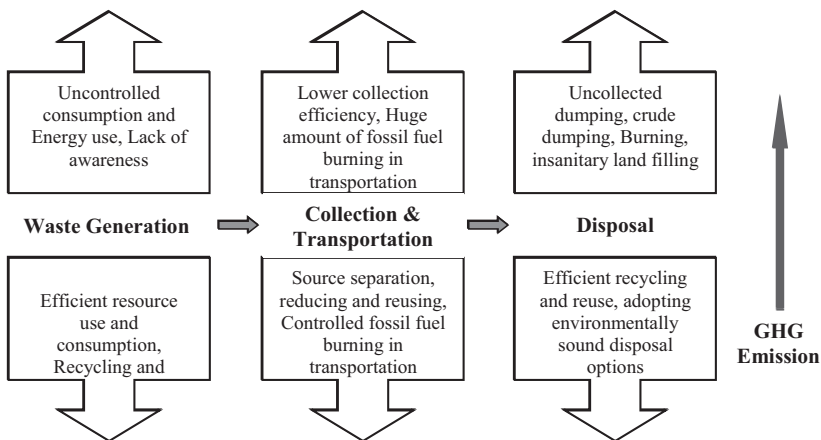 Uncontrolled
consumption and
Energy use, Lack of
awareness
Lower collection
efficiency, Huge
amount of fossil fuel
burning in
transportation
Uncollected
dumping, crude
dumping, Burning,
insanitary land filling
Waste Generation
Collection &
Transportation
Disposal
Efficient resource
use and
consumption,
Recycling and
Source separation,
reducing and reusing,
Controlled fossil fuel
burning in
transportation
Efficient recycling
and reuse, adopting
environmentally
sound disposal
options
GHG
Emission